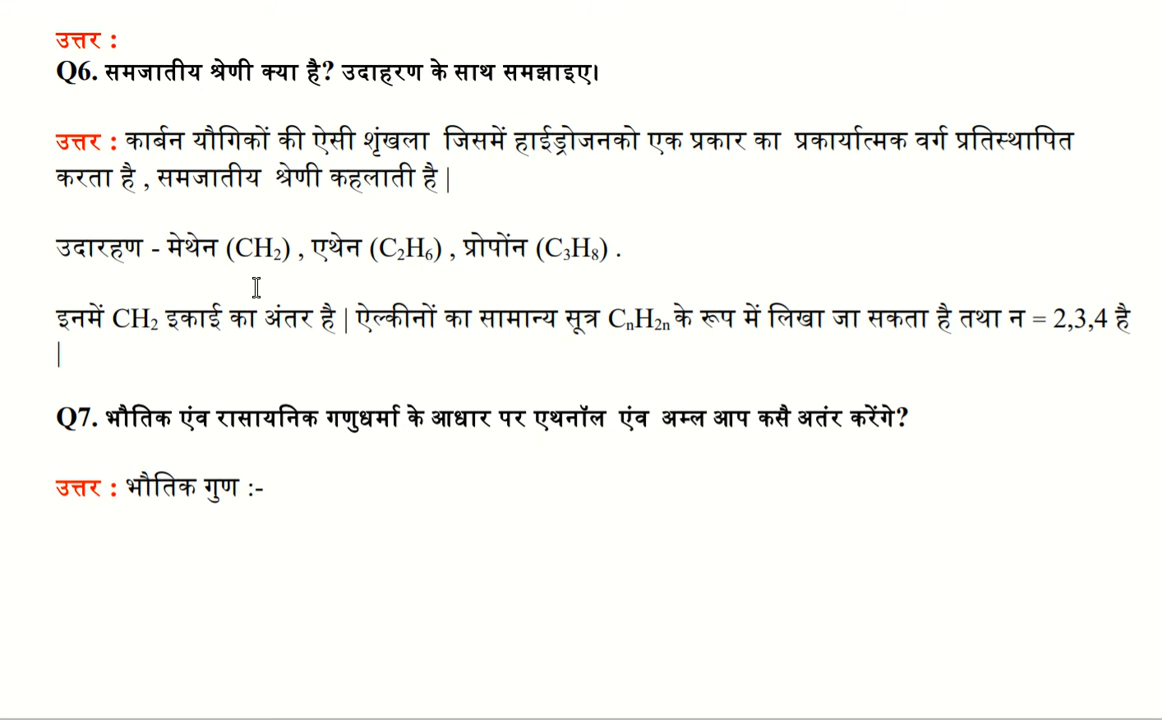 उत्तर :
Q6. समजातीय श्रेणी क्या है? उदाहरण के साथ समझाइए।
उत्तर : कार्बन यौगिकों की ऐसी शृंखला जिसमें हाईड्रोजनको एक प्रकार का प्रकार्यात्मक वर्ग प्रतिस्थापित
करता है , समजातीय श्रेणी कहलाती है |
उदारहण - मेथेन (CH₂) , एथेन (C₂H₆) , प्रोपोंन (C₃H₈) .
इनमें CH₂ इकाई का अंतर है | ऐल्कीनों का सामान्य सूत्र CₙH₂ₙ के रूप में लिखा जा सकता है तथा न = 2,3,4 है
|
Q7. भौतिक एंव रासायनिक गणुधर्मा के आधार पर एथनॉल एंव अम्ल आप कसै अतंर करेंगे?
उत्तर : भौतिक गुण :-